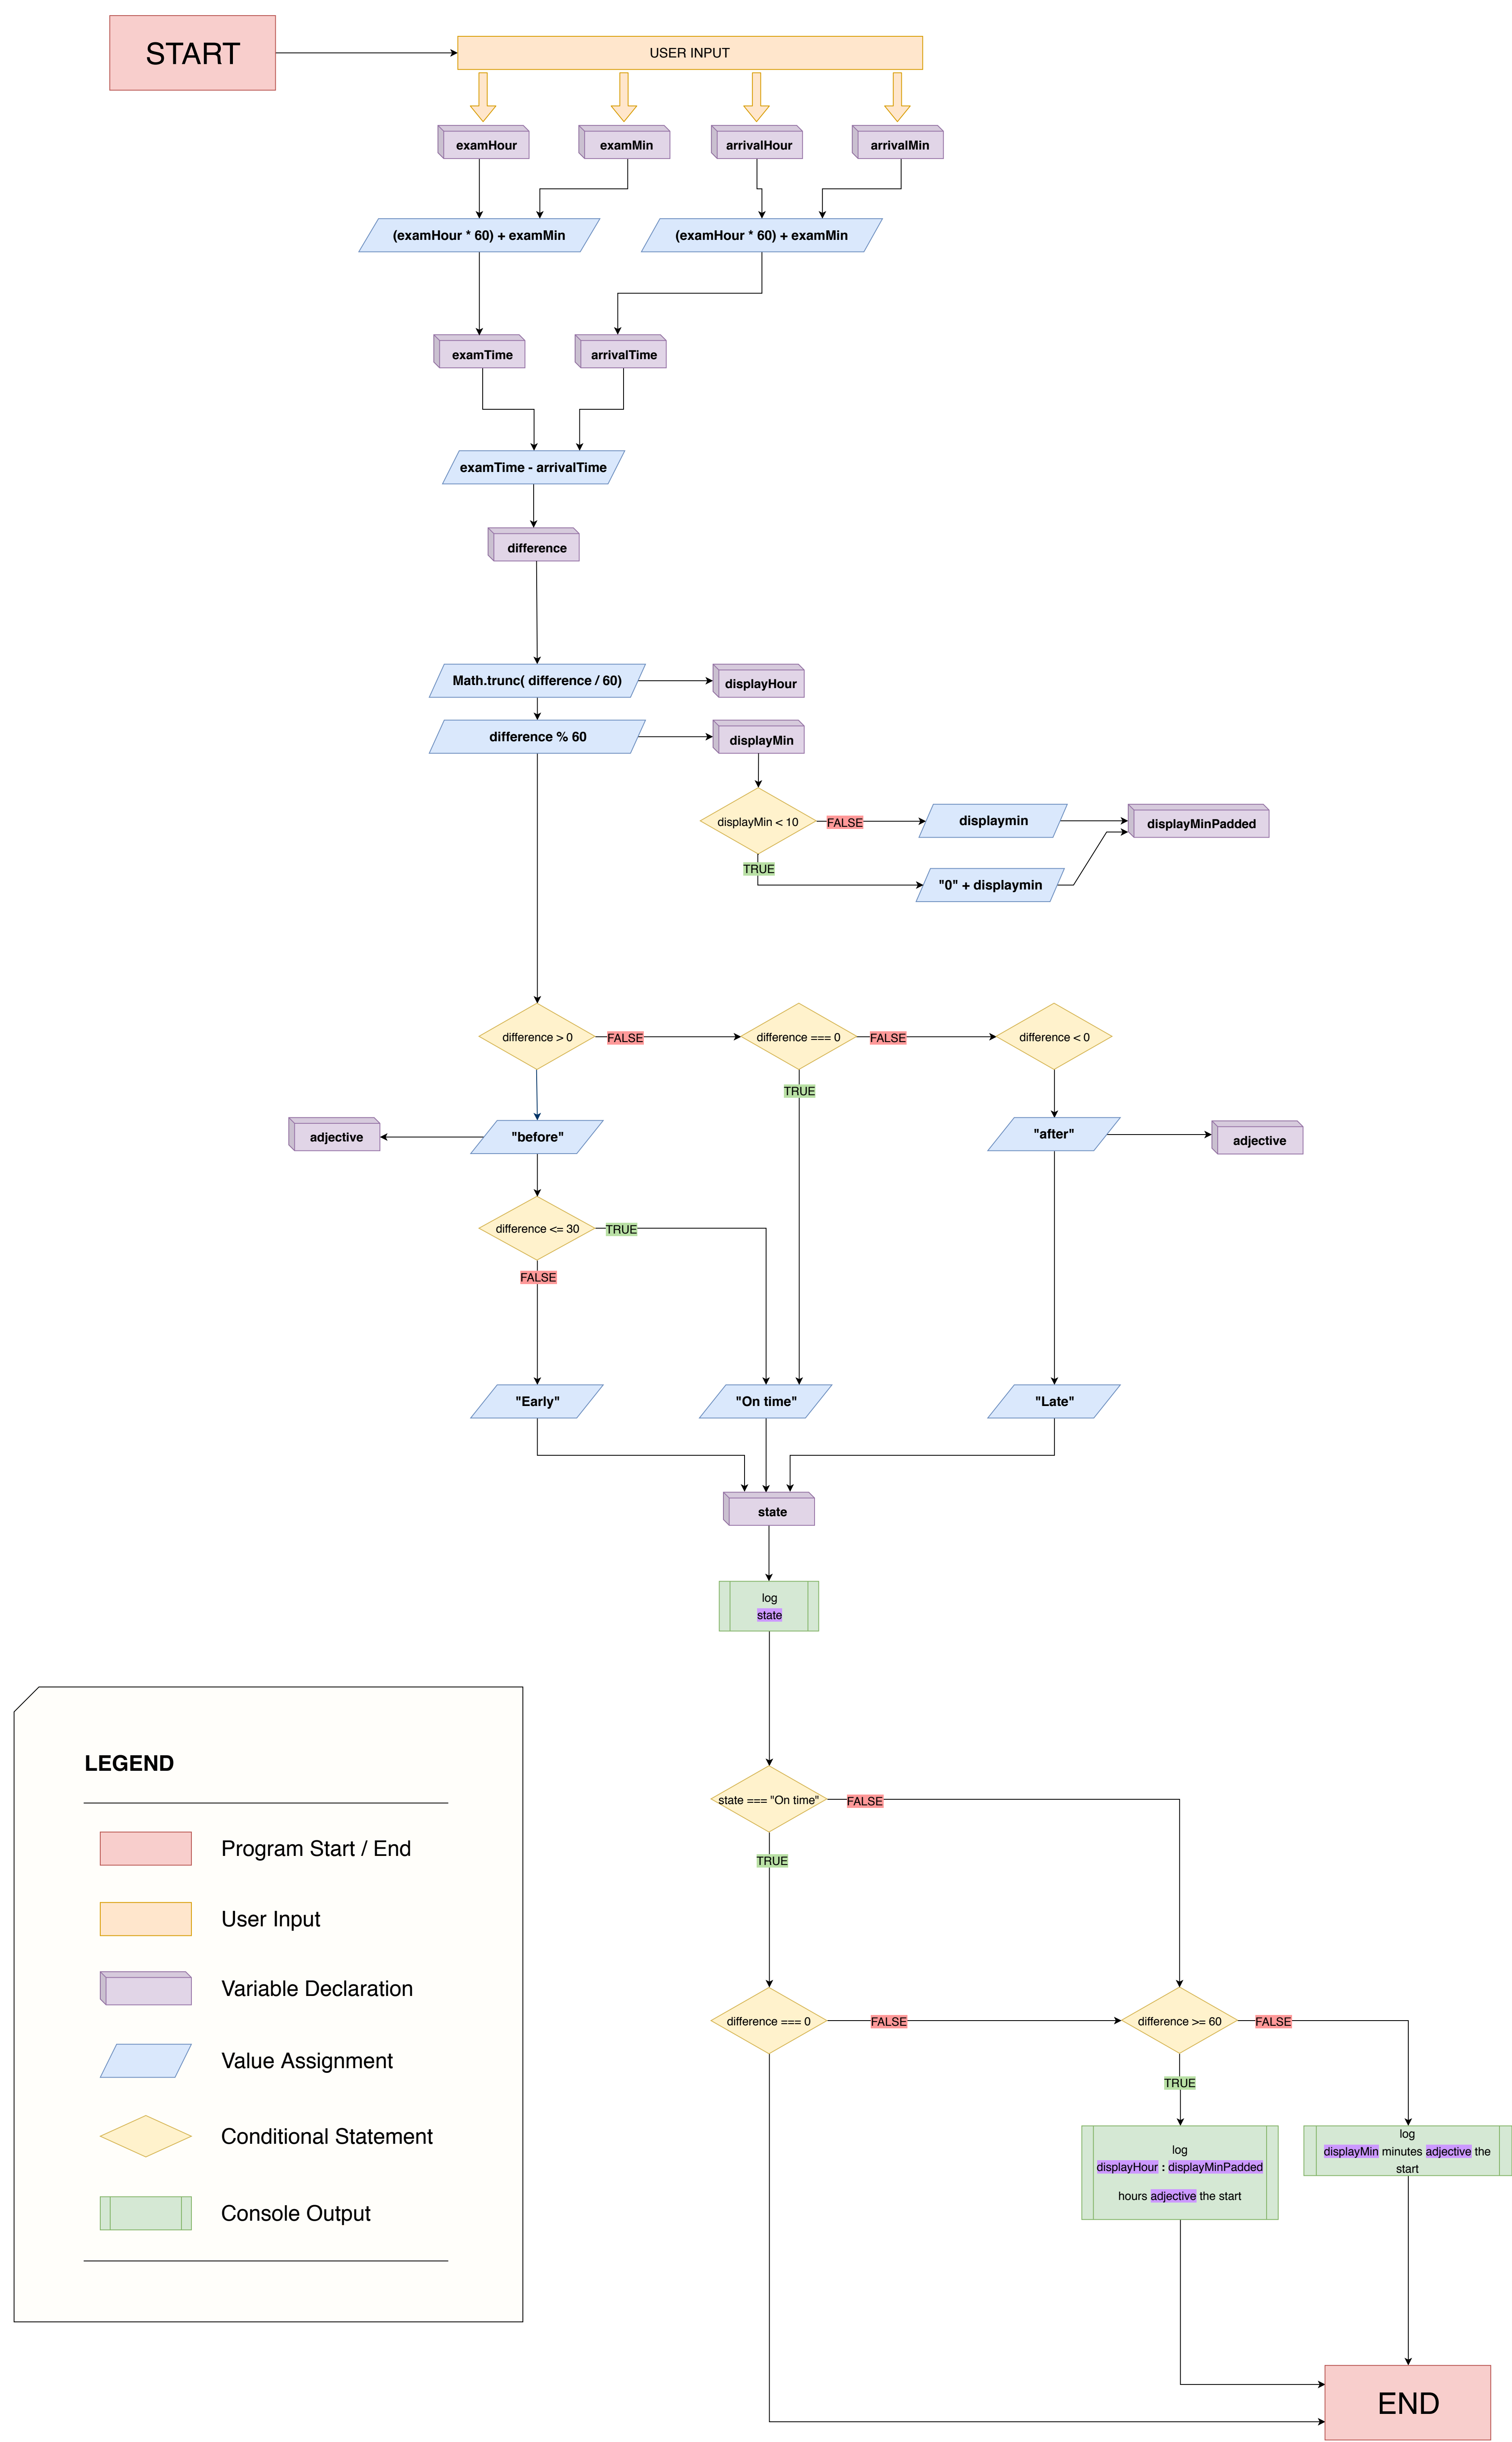 START
USER INPUT
examHour
examMin
arrivalHour
arrivalMin
(examHour * 60) + examMin
(examHour * 60) + examMin
examTime
arrivalTime
examTime - arrivalTime
difference
Math.trunc( difference / 60)
displayHour
difference % 60
displayMin
displayMin < 10
FALSE
displaymin
displayMinPadded
TRUE
"0" + displaymin
difference > 0
FALSE
difference === 0
FALSE
difference < 0
TRUE
adjective
"before"
"after"
adjective
difference <= 30
TRUE
FALSE
"Early"
"On time"
"Late"
state
log
state
state === "On time"
FALSE
TRUE
difference === 0
FALSE
difference >= 60
FALSE
TRUE
log
displayHour : displayMinPadded
hours adjective the start
log
displayMin minutes adjective the
start
END
LEGEND
Program Start / End
User Input
Variable Declaration
Value Assignment
Conditional Statement
Console Output